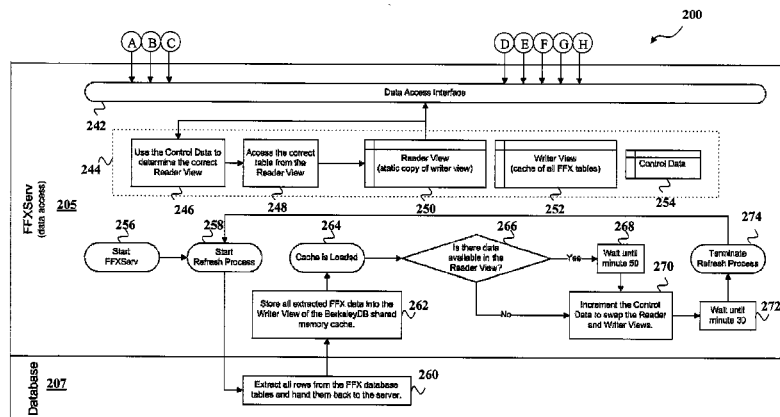 200
A B C D E F G H
Data Access Interface
242
244
Use the Control Data to
determine the correct
Reader View
Access the
correct
table from the
Reader View
Reader View
(static copy of writer view)
Writer View
(cache of all FFX tables)
Control Data
246
248
250
252
254
FFXServ
(data access)
205
256
258
264
266
268
274
Start
FFXServ
Start
Refresh Process
Cache is Loaded
Is there data
available in the
Reader View?
Yes
Wait until
minute 50
Terminate
Refresh Process
270
Store all extracted FFX data into the
Writer View of the BerkeleyDB shared
memory cache.
262
No
Increment the Control
Data to swap the Reader
and Writer Views.
Wait until
minute 30
272
Database
207
Extract all rows from the FFX database
tables and hand them back to the server.
260